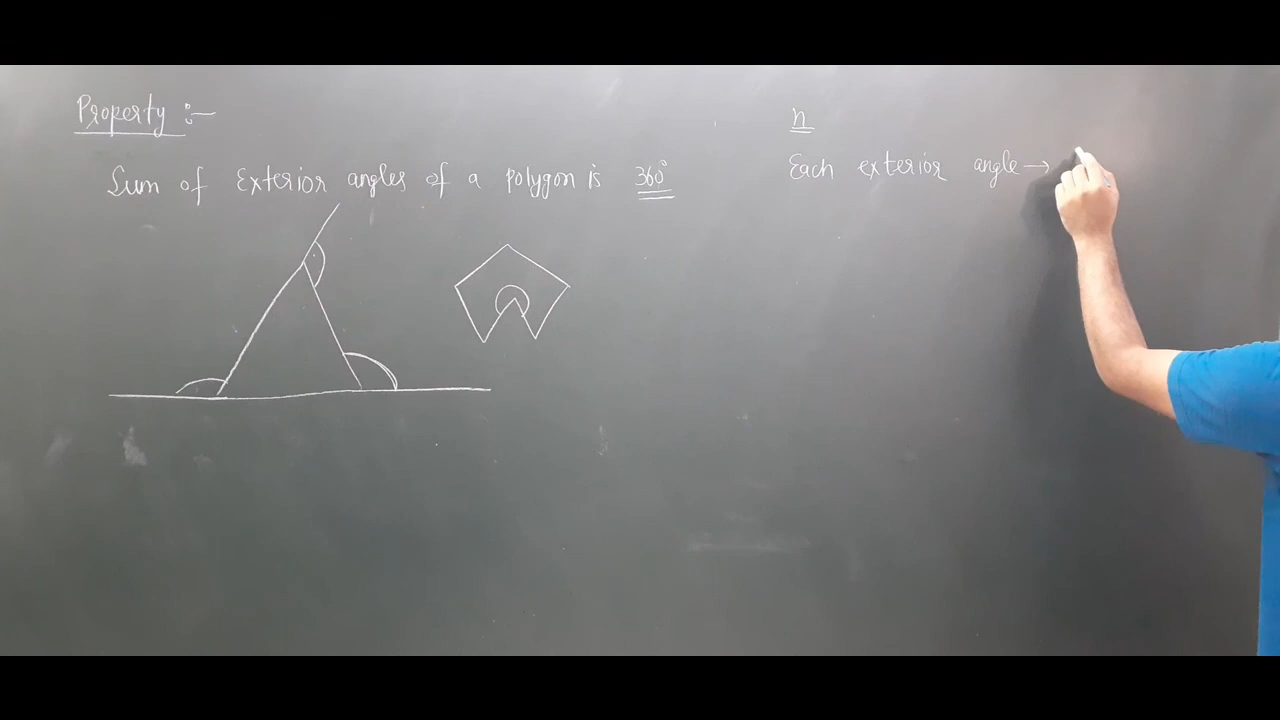 Property :-
Sum of Exterior angles of a polygon is 360°
n
Each exterior angle →